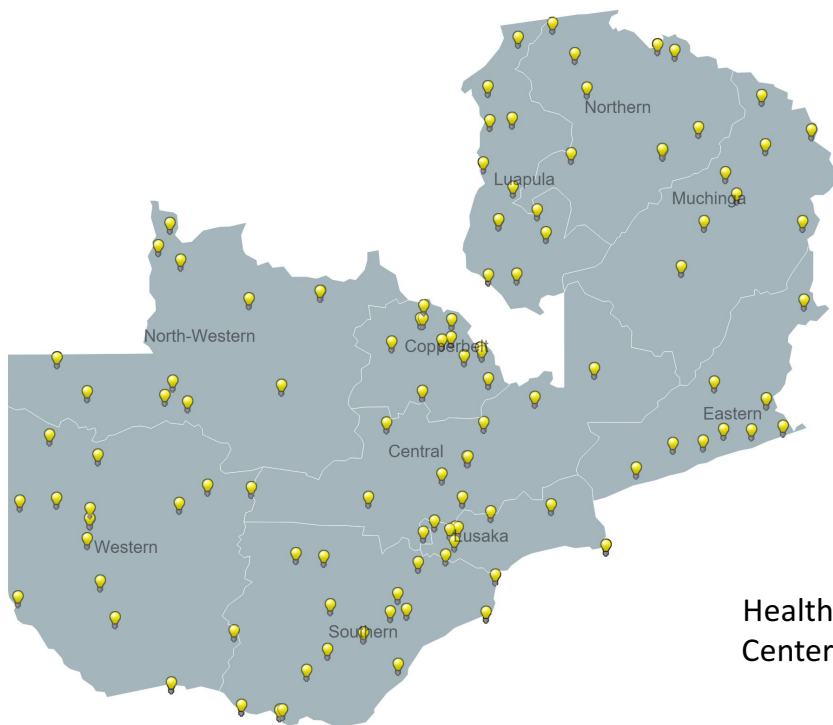 Northern
Luapula
Muchinga
North-Western
Copperbelt
Eastern
Central
Lusaka
Western
Southern
Health
Center